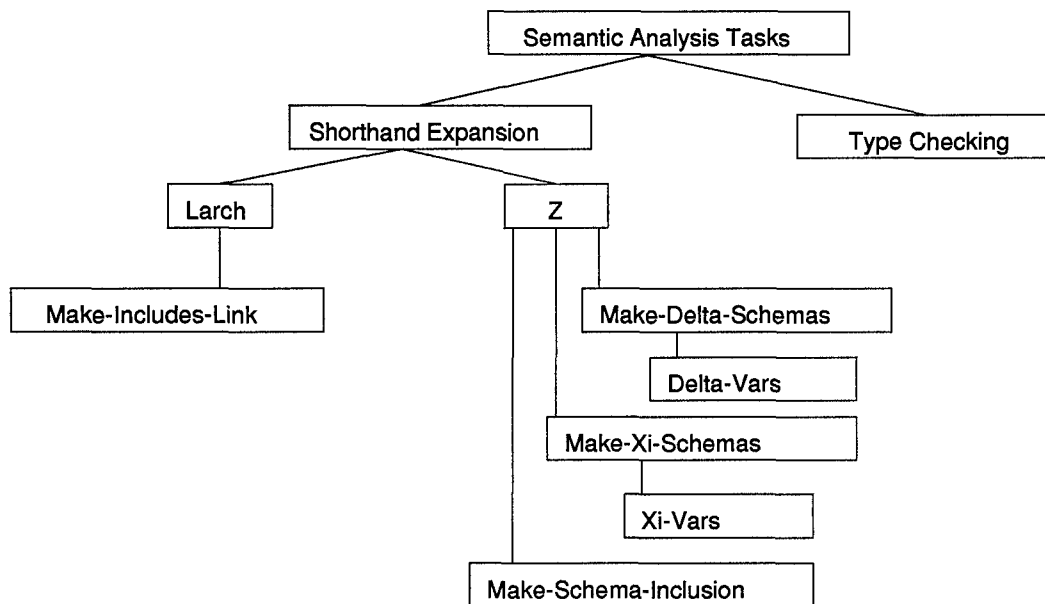 Semantic Analysis Tasks
Shorthand Expansion
Type Checking
Larch
Z
Make-Includes-Link
Make-Delta-Schemas
Delta-Vars
Make-Xi-Schemas
Xi-Vars
Make-Schema-Inclusion